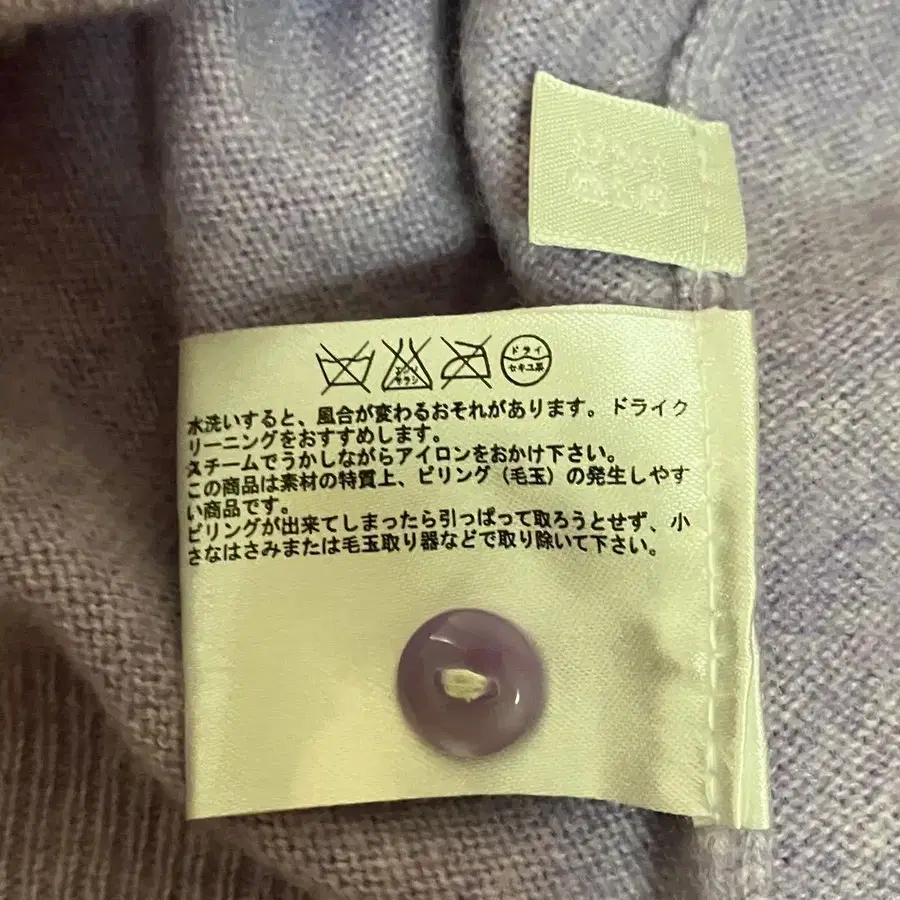 エンソ
サラシ
ドライ
セキユ系
水洗いすると、風合が変わるおそれがあります。ドライク
リーニングをおすすめします。
スチームでうかしながらアイロンをおかけ下さい。
この商品は素材の特質上、ピリング（毛玉）の発生しやす
い商品です。
ピリングが出来てしまったら引っぱって取ろうとせず、小
さなはさみまたは毛玉取り器などで取り除いて下さい。